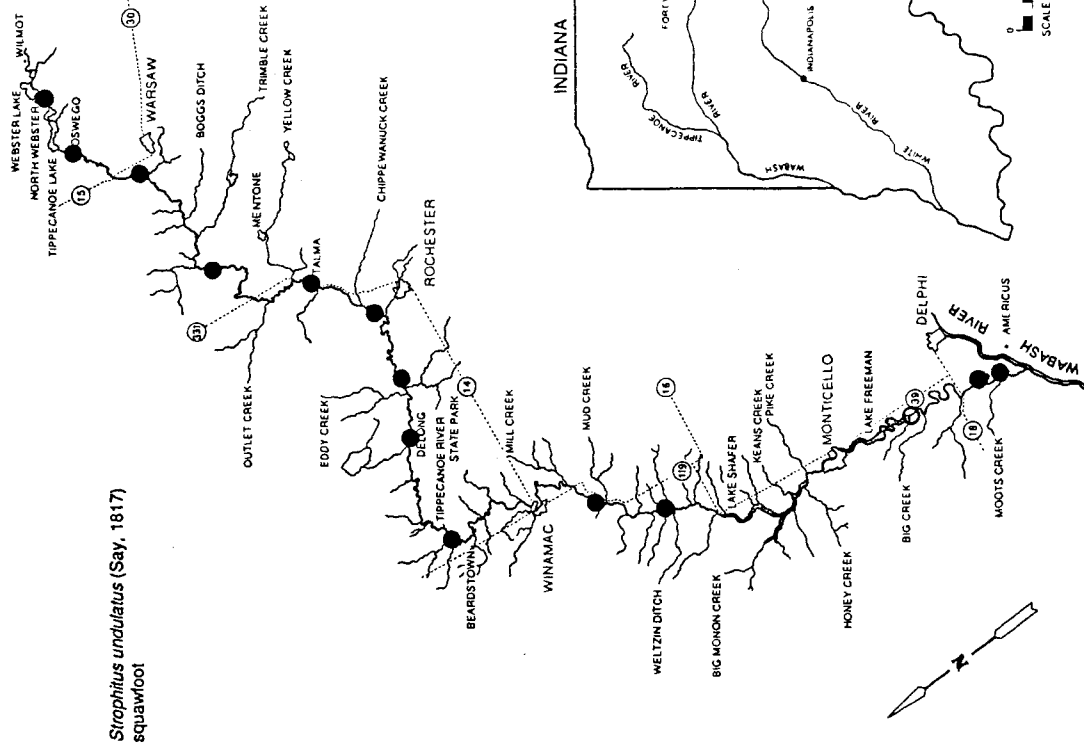 Strophitus undulatus (Say, 1817)
squawfoot
WEBSTER LAKE
NORTH WEBSTER
WILMOT
TIPPECANOE LAKE
OSWEGO
30
15
WARSAW
BOGGS DITCH
TRIMBLE CREEK
MENTONE
YELLOW CREEK
331
TALMA
CHIPPEWANUCK CREEK
OUTLET CREEK
ROCHESTER
EDDY CREEK
DELONG
14
TIPPECANOE RIVER
STATE PARK
BEARDSTOWN
MILL CREEK
WINAMAC
MUD CREEK
16
119
WELTZIN DITCH
LAKE SHAFER
KEANS CREEK
PIKE CREEK
BIG MONON CREEK
MONTICELLO
HONEY CREEK
LAKE FREEMAN
39
BIG CREEK
DELPHI
18
MOOTS CREEK
AMERICUS
WABASH
RIVER
N
INDIANA
TIPPECANOE
RIVER
FORT
RIVER
WABASH
INDIANAPOLIS
WHITE
RIVER
0
SCALE